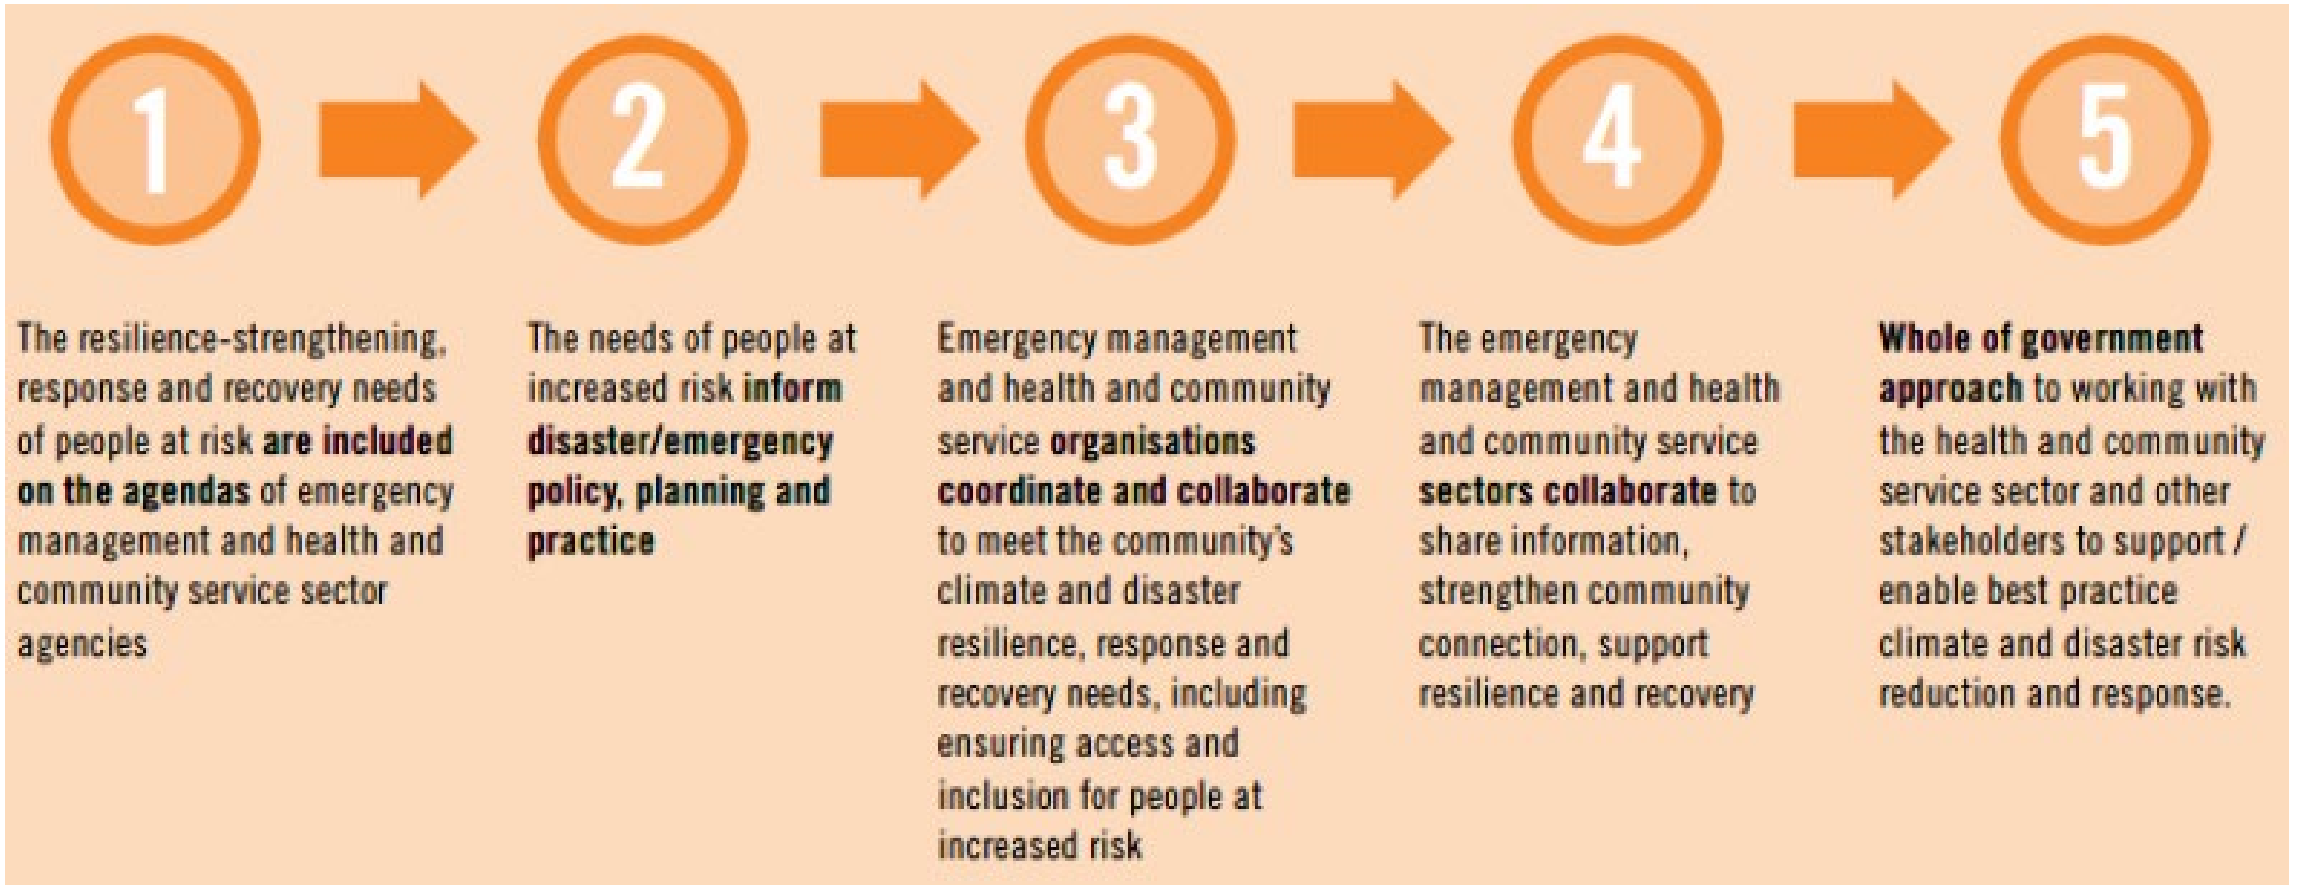 1
The resilience-strengthening,
response and recovery needs
of people at risk are included
on the agendas of emergency
management and health and
community service sector
agencies
2
The needs of people at
increased risk inform
disaster/emergency
policy, planning and
practice
3
Emergency management
and health and community
service organisations
coordinate and collaborate
to meet the community's
climate and disaster
resilience, response and
recovery needs, including
ensuring access and
inclusion for people at
increased risk
4
The emergency
management and health
and community service
sectors collaborate to
share information,
strengthen community
connection, support
resilience and recovery
5
Whole of government
approach to working with
the health and community
service sector and other
stakeholders to support /
enable best practice
climate and disaster risk
reduction and response.